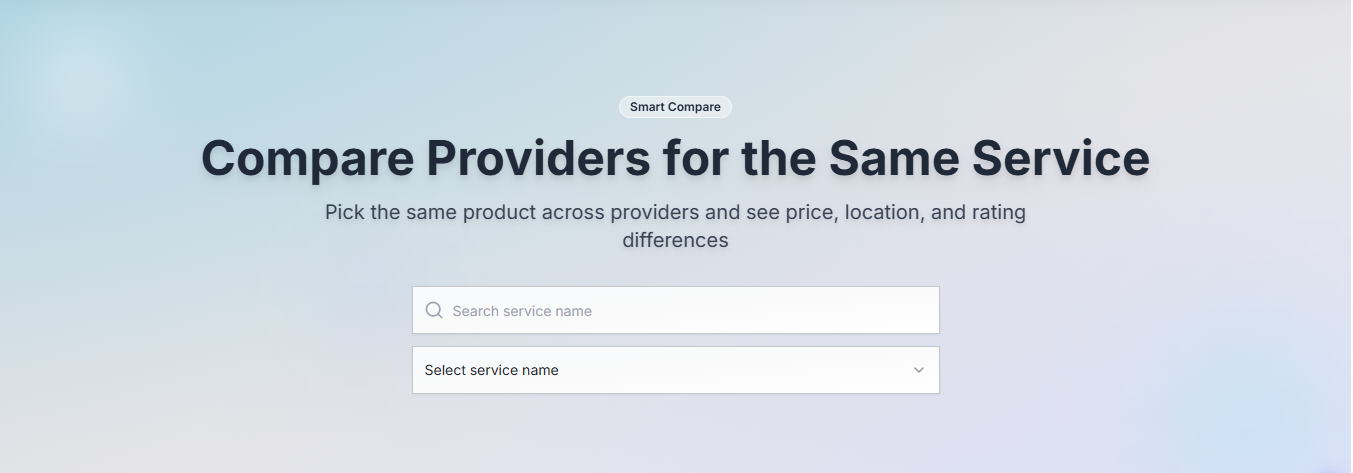 Smart Compare
Compare Providers for the Same Service
Pick the same product across providers and see price, location, and rating
differences
Search service name
Select service name